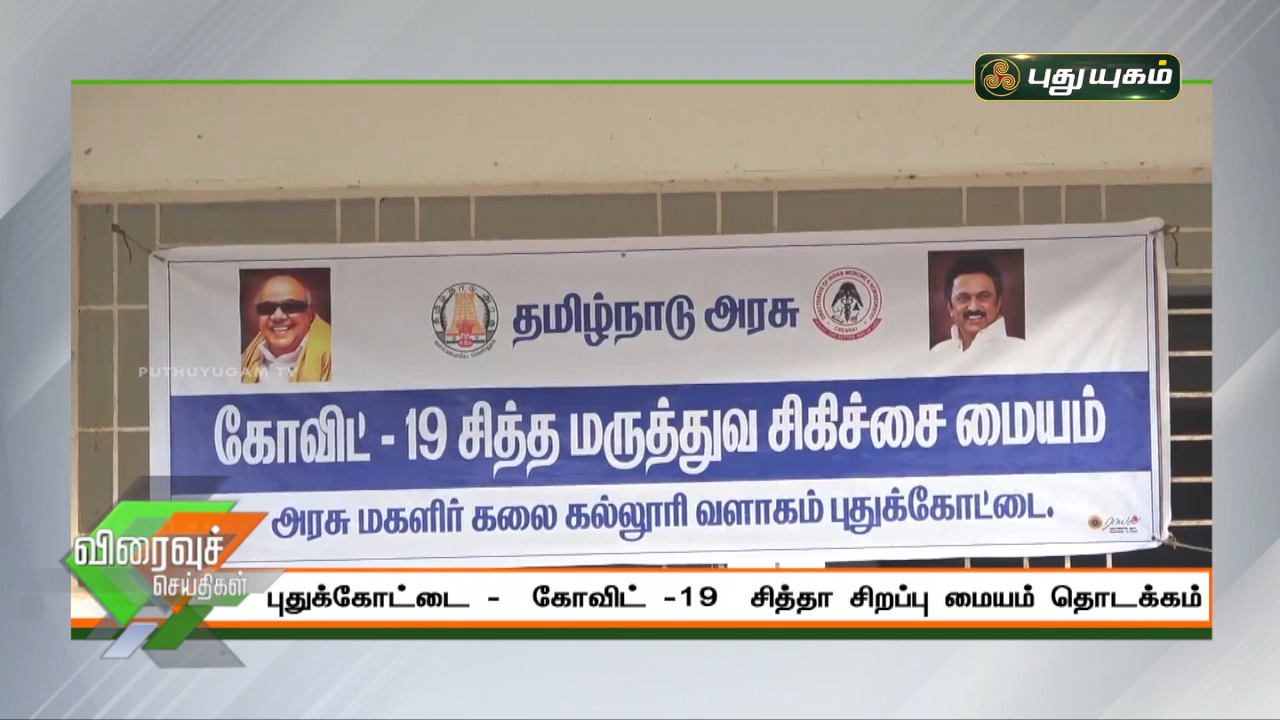 புதுயுகம்
தமிழ்நாடு அரசு
PUTHUYUGAM TV
கோவிட் - 19 சித்த மருத்துவ சிகிச்சை மையம்
அரசு மகளிர் கலை கல்லூரி வளாகம் புதுக்கோட்டை.
விரைவுச்
செய்திகள்
புதுக்கோட்டை - கோவிட் -19 சித்தா சிறப்பு மையம் தொடக்கம்